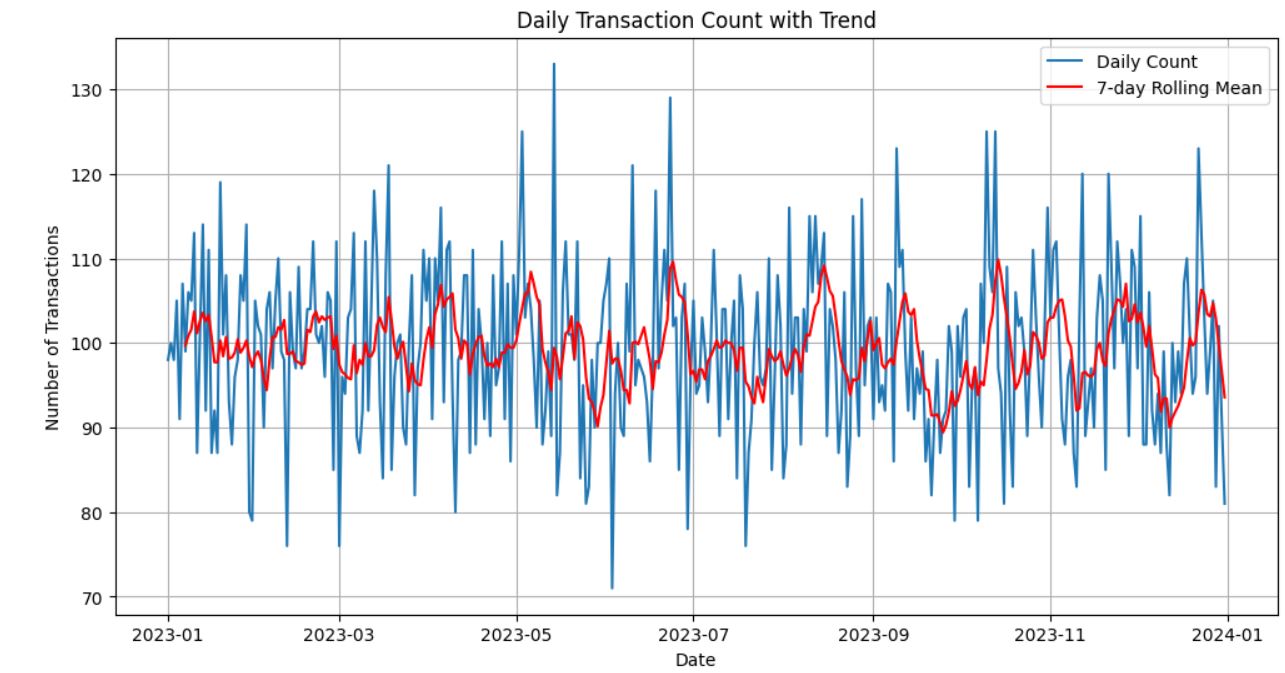 Daily Transaction Count with Trend
Daily Count
7-day Rolling Mean
Number of Transactions
130
120
110
100
90
80
70
2023-01
2023-03
2023-05
2023-07
2023-09
2023-11
2024-01
Date